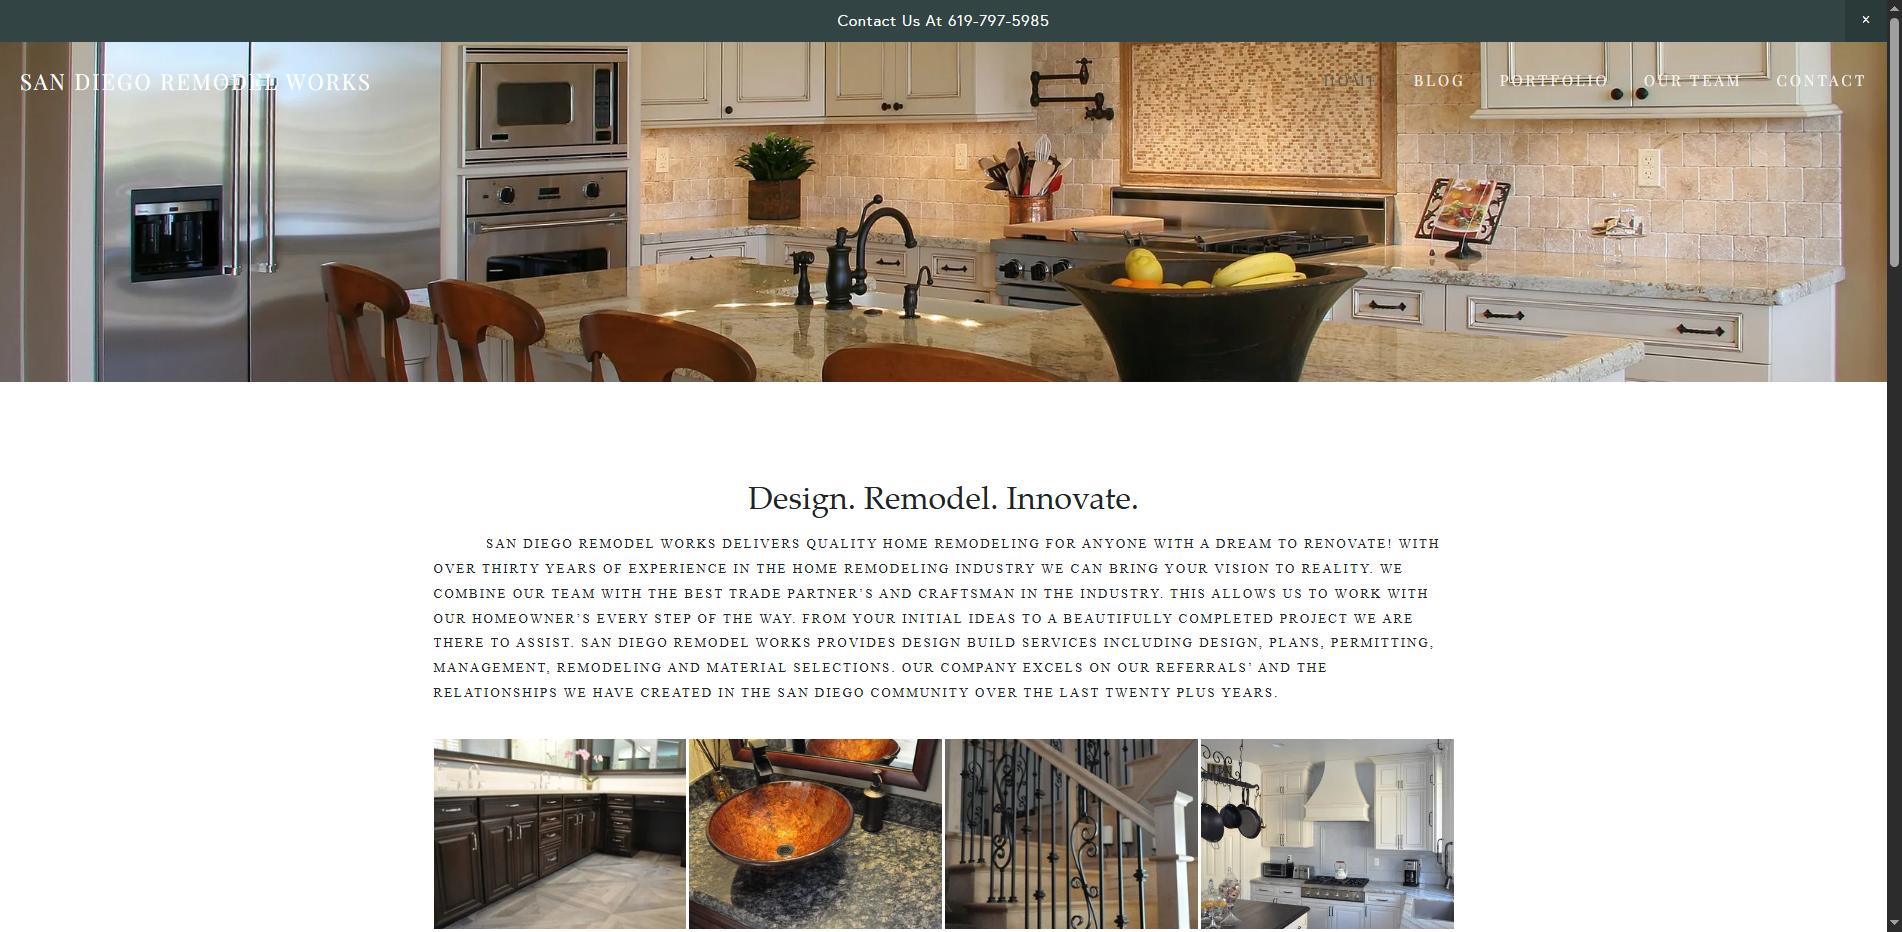 Contact Us At 619-797-5985
×
SAN DIEGO REMODEL WORKS
HOME BLOG PORTFOLIO OUR TEAM CONTACT
Design. Remodel. Innovate.
SAN DIEGO REMODEL WORKS DELIVERS QUALITY HOME REMODELING FOR ANYONE WITH A DREAM TO RENOVATE! WITH
OVER THIRTY YEARS OF EXPERIENCE IN THE HOME REMODELING INDUSTRY WE CAN BRING YOUR VISION TO REALITY. WE
COMBINE OUR TEAM WITH THE BEST TRADE PARTNER’S AND CRAFTSMAN IN THE INDUSTRY. THIS ALLOWS US TO WORK WITH
OUR HOMEOWNER’S EVERY STEP OF THE WAY. FROM YOUR INITIAL IDEAS TO A BEAUTIFULLY COMPLETED PROJECT WE ARE
THERE TO ASSIST. SAN DIEGO REMODEL WORKS PROVIDES DESIGN BUILD SERVICES INCLUDING DESIGN, PLANS, PERMITTING,
MANAGEMENT, REMODELING AND MATERIAL SELECTIONS. OUR COMPANY EXCELS ON OUR REFERRALS’ AND THE
RELATIONSHIPS WE HAVE CREATED IN THE SAN DIEGO COMMUNITY OVER THE LAST TWENTY PLUS YEARS.